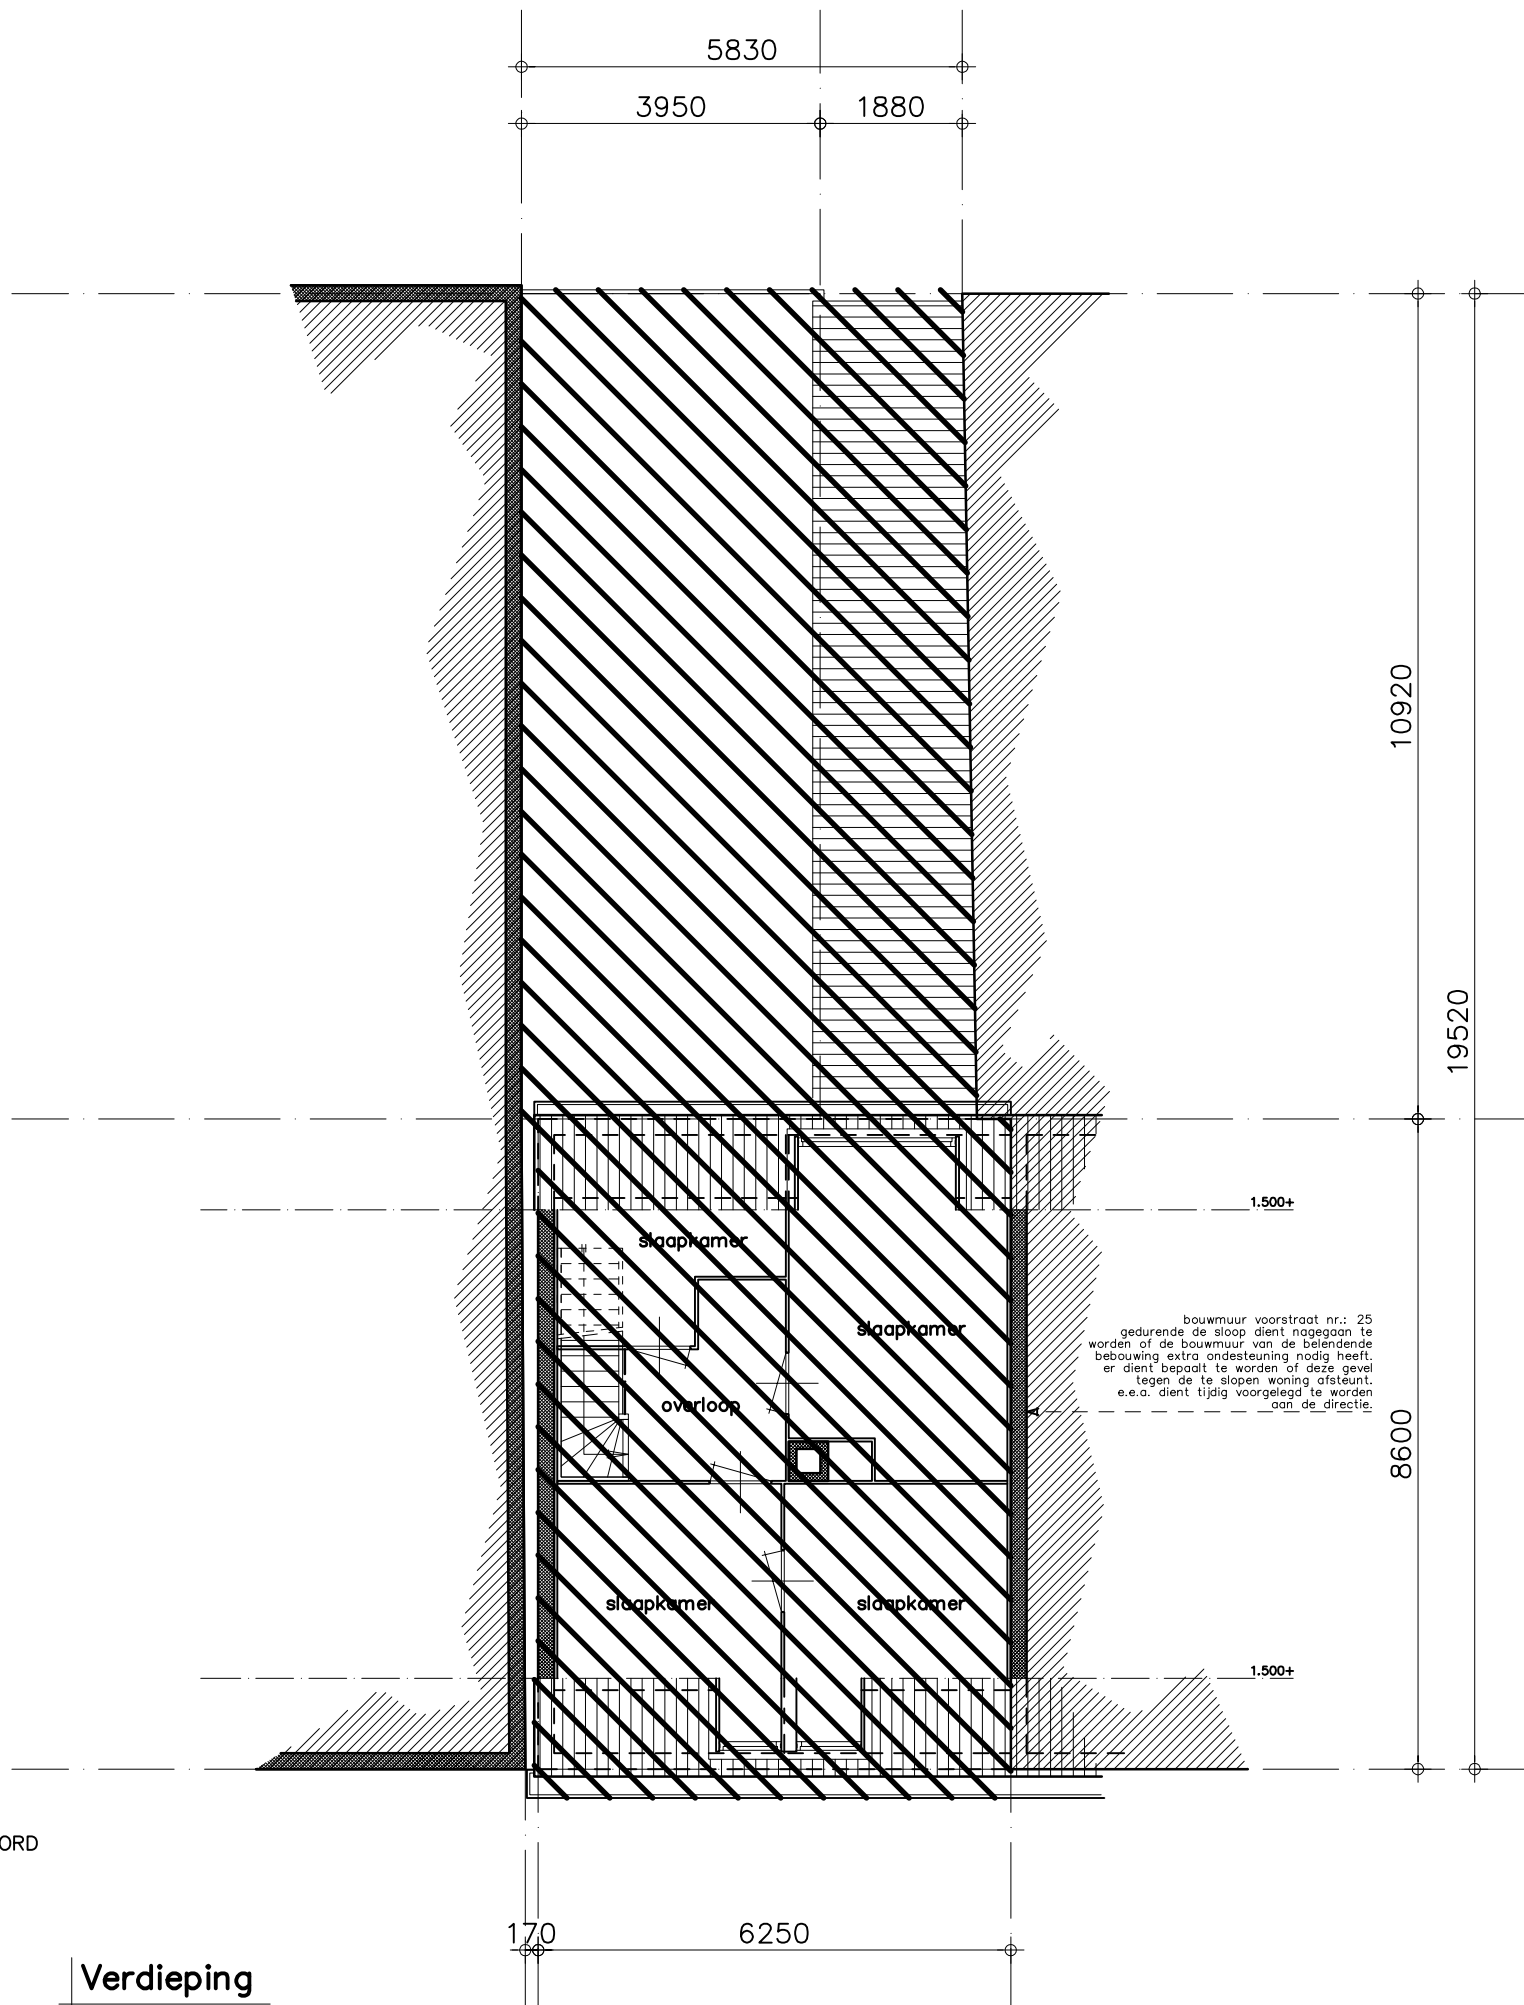 5830
3950
1880
10920
19520
1.500+
slaapkamer
slaapkamer
bouwmuur voorstraat nr.: 25
gedurende de sloop dient nagegaan te
worden of de bouwmuur van de belendende
bebouwing extra ondesteuning nodig heeft.
er dient bepaalt te worden of deze gevel
tegen de te slopen woning afsteunt.
e.e.a. dient tijdig voorgelegd te worden
aan de directie.
overloop
8600
slaapkamer
slaapkamer
1.500+
ORD
170
6250
Verdieping